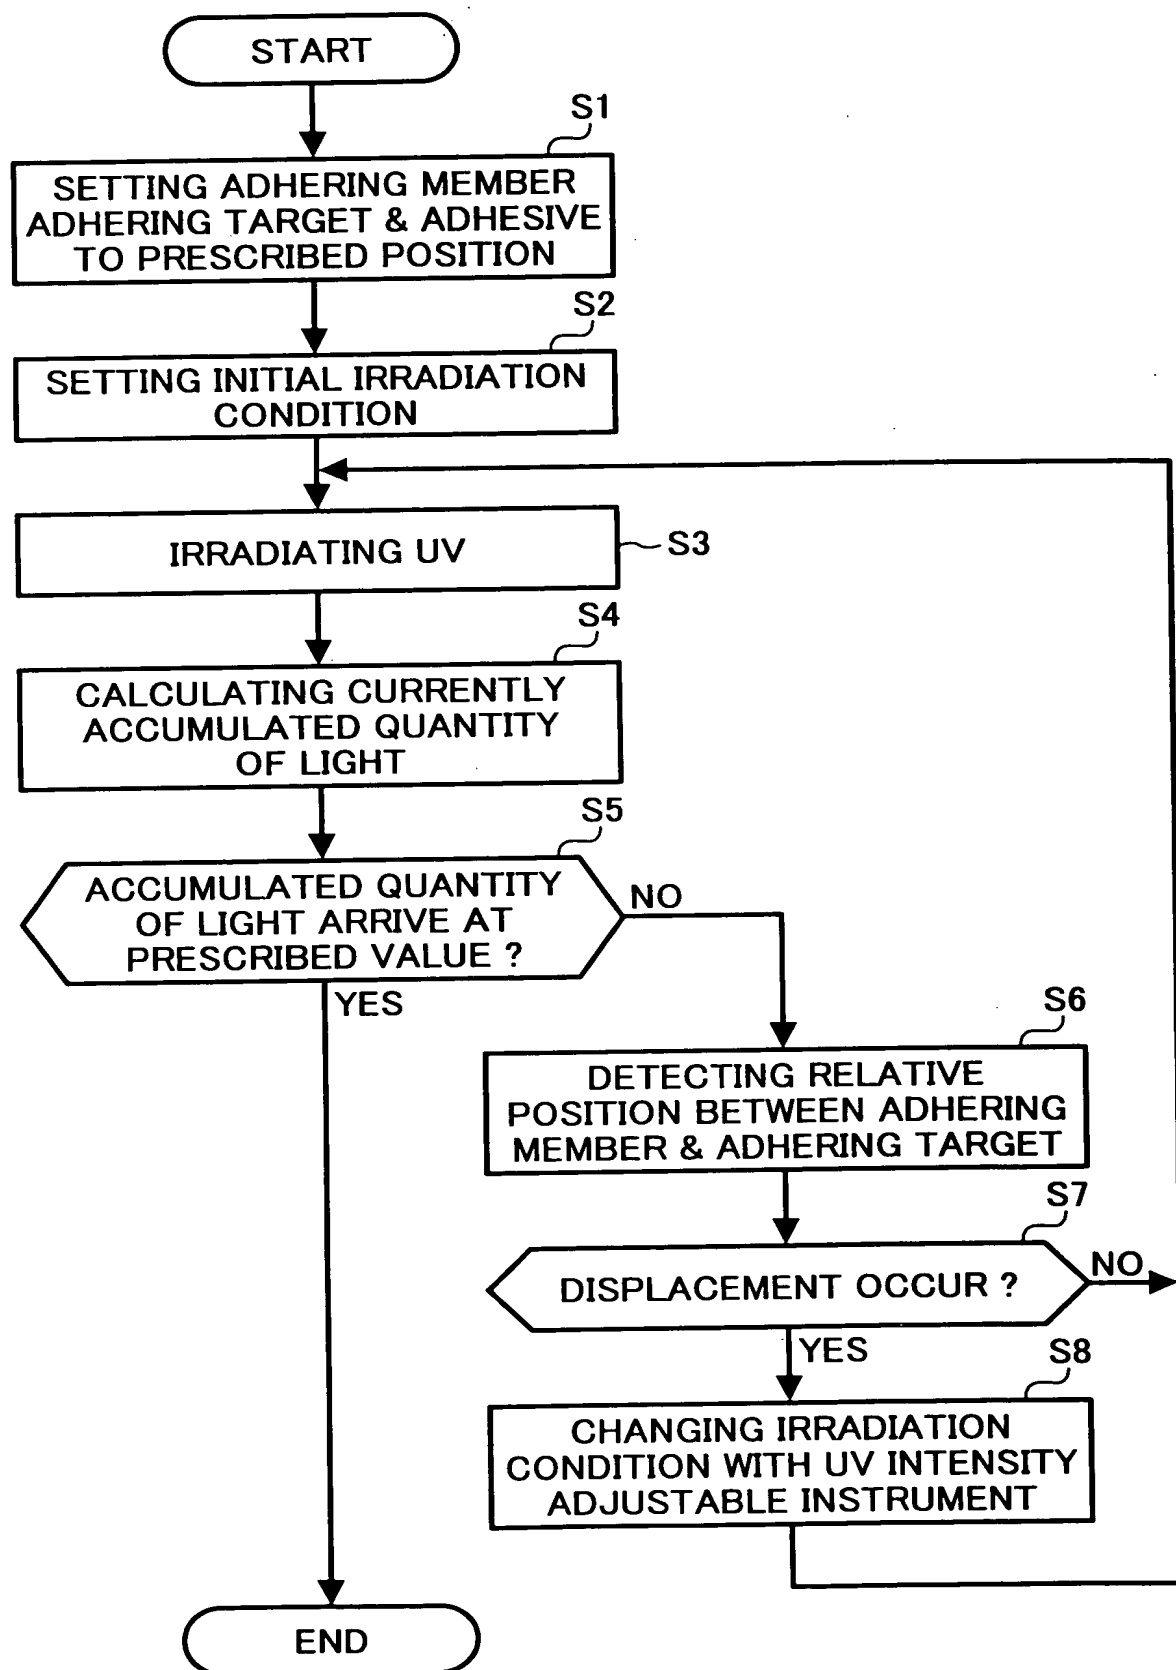 START
S1
SETTING ADHERING MEMBER
ADHERING TARGET & ADHESIVE
TO PRESCRIBED POSITION
S2
SETTING INITIAL IRRADIATION
CONDITION
IRRADIATING UV
S3
S4
CALCULATING CURRENTLY
ACCUMULATED QUANTITY
OF LIGHT
S5
ACCUMULATED QUANTITY
OF LIGHT ARRIVE AT
PRESCRIBED VALUE ?
NO
YES
S6
DETECTING RELATIVE
POSITION BETWEEN ADHERING
MEMBER & ADHERING TARGET
S7
DISPLACEMENT OCCUR ?
NO
YES
S8
CHANGING IRRADIATION
CONDITION WITH UV INTENSITY
ADJUSTABLE INSTRUMENT
END